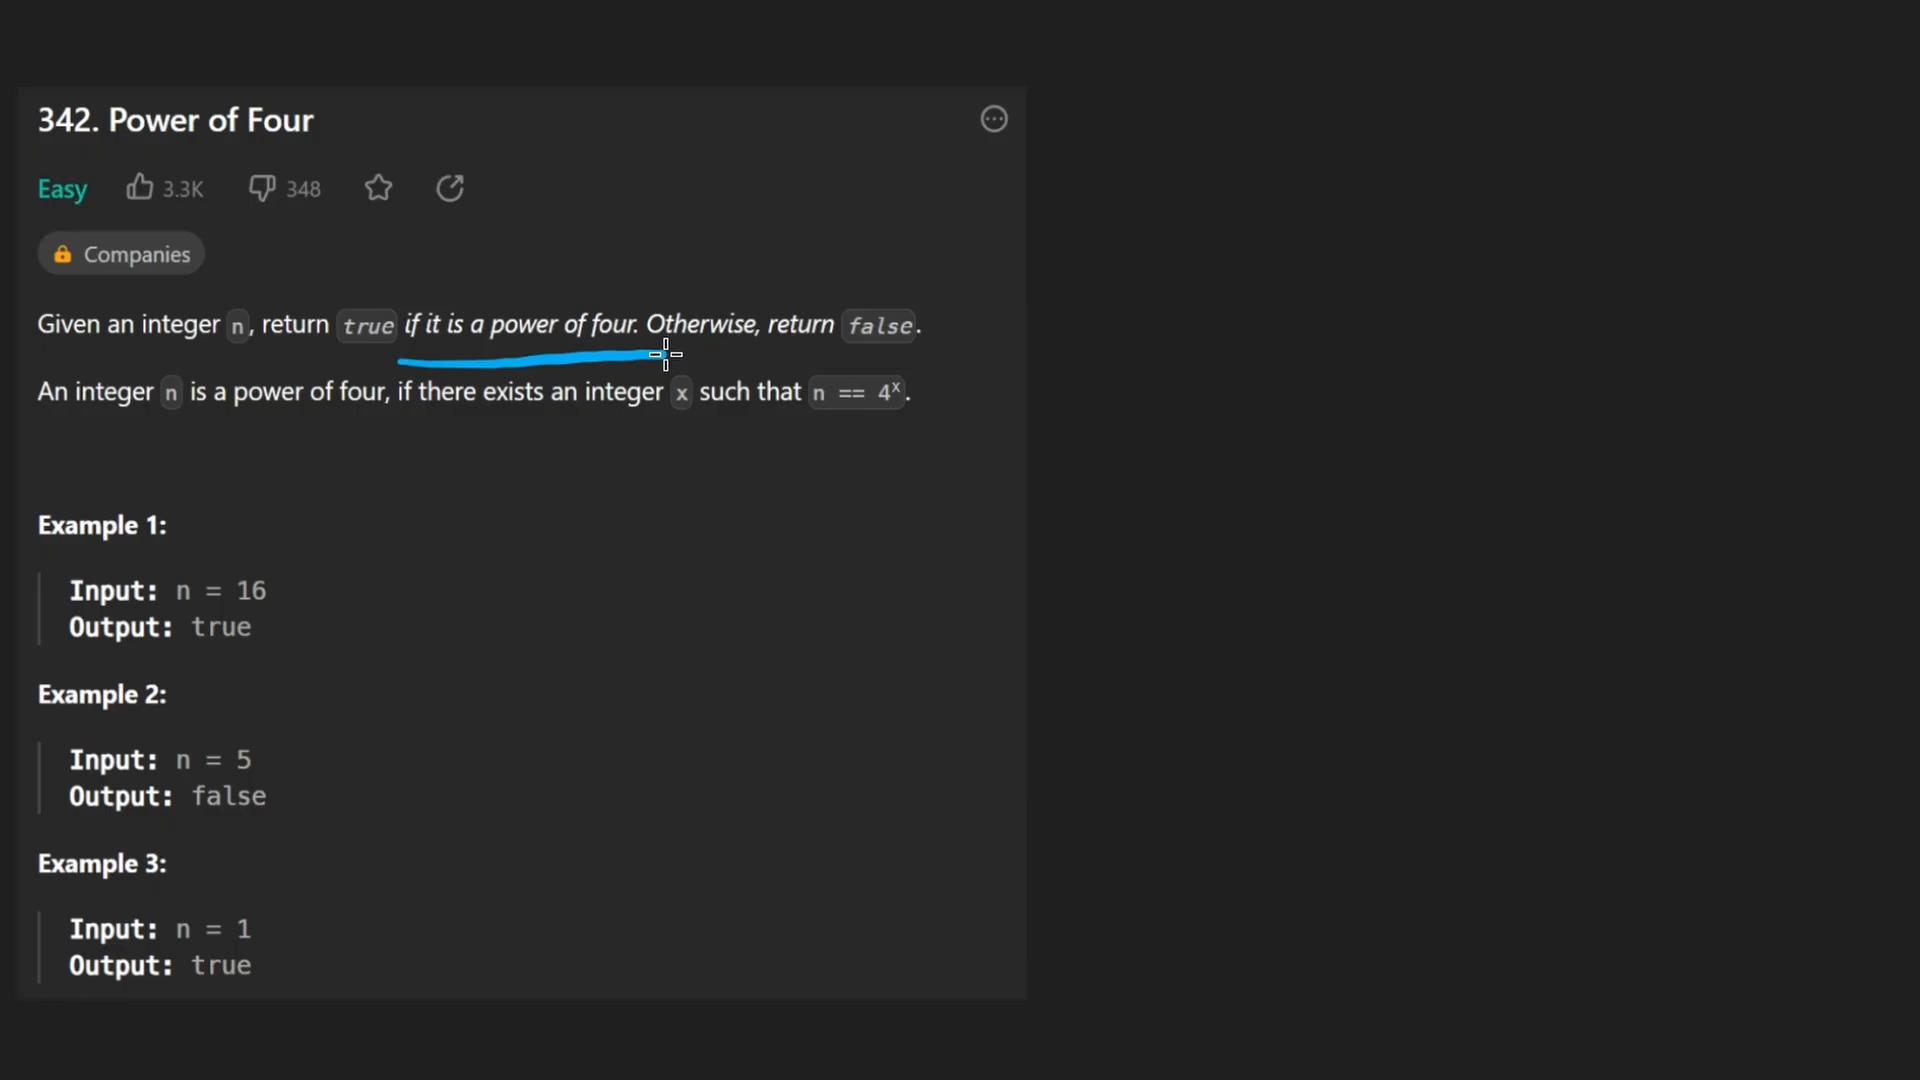 342. Power of Four
Easy 3.3K 348
Companies
Given an integer n, return true if it is a power of four. Otherwise, return false.
An integer n is a power of four, if there exists an integer x such that n == 4ˣ.
Example 1:
Input: n = 16
Output: true
Example 2:
Input: n = 5
Output: false
Example 3:
Input: n = 1
Output: true